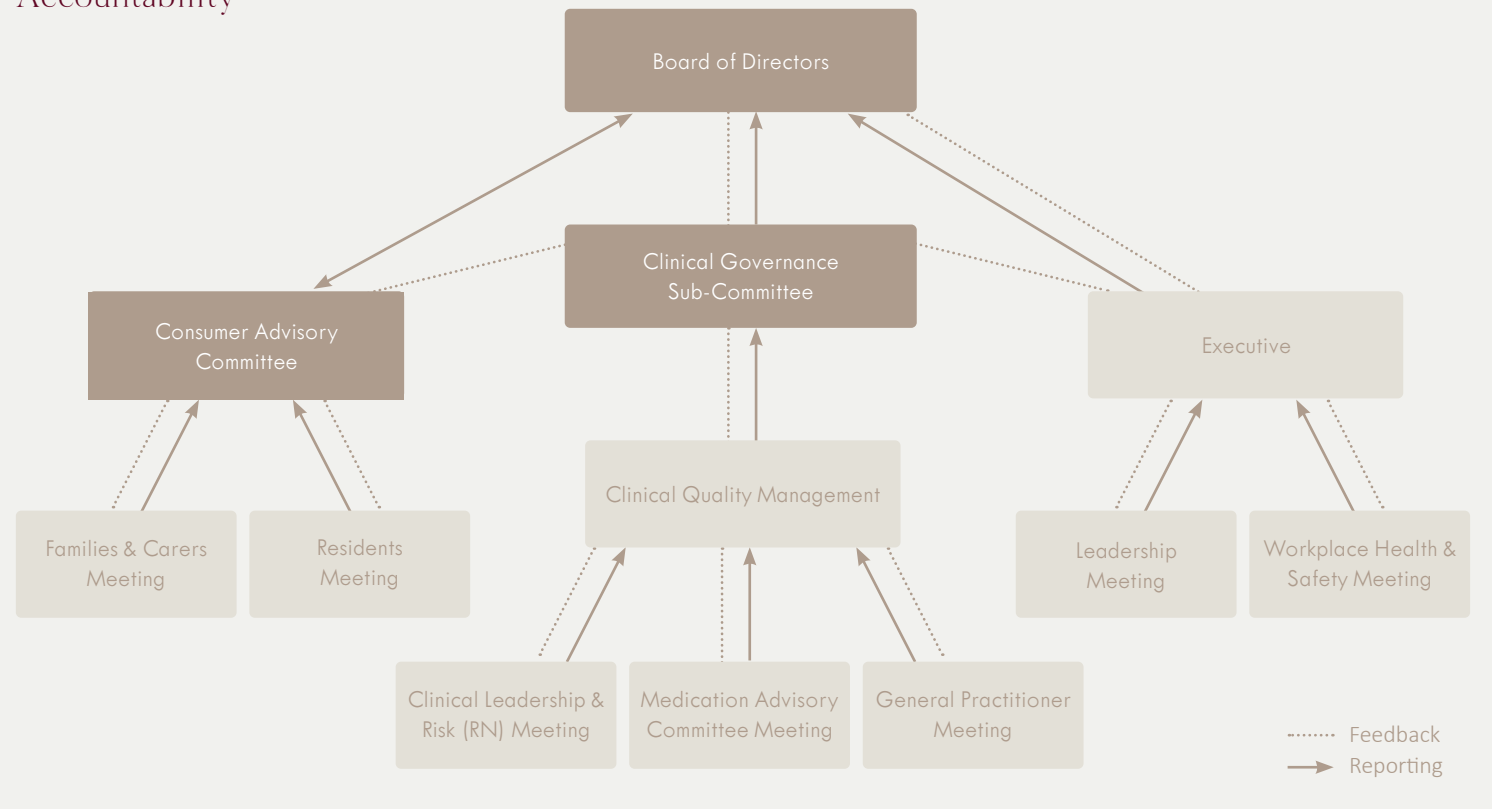 Accountability
Board of Directors
Clinical Governance
Sub-Committee
Consumer Advisory
Committee
Executive
Clinical Quality Management
Families & Carers
Meeting
Residents
Meeting
Leadership
Meeting
Workplace Health &
Safety Meeting
Clinical Leadership &
Risk (RN) Meeting
Medication Advisory
Committee Meeting
General Practitioner
Meeting
Feedback
Reporting